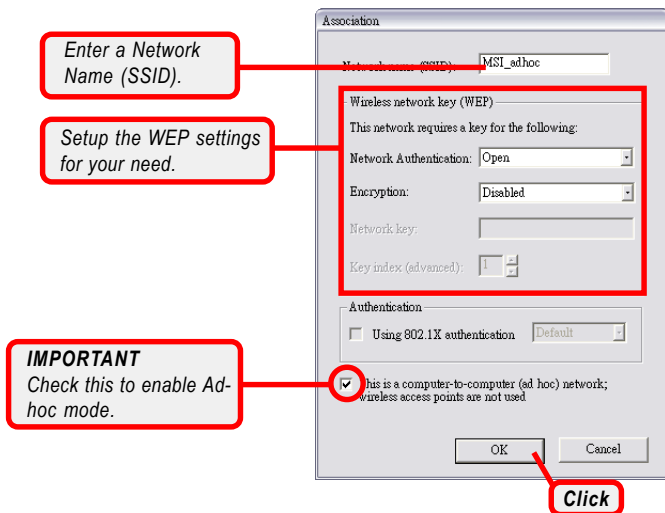 Association
Enter a Network
Name (SSID).
Network name (SSID): MSI_adhoc
Wireless network key (WEP)
This network requires a key for the following:
Setup the WEP settings
for your need.
Network Authentication: Open
Encryption: Disabled
Network key:
Key index (advanced): 1
Authentication
Using 802.1X authentication Default
IMPORTANT
Check this to enable Ad-
hoc mode.
This is a computer-to-computer (ad hoc) network;
wireless access points are not used
OK Cancel
Click